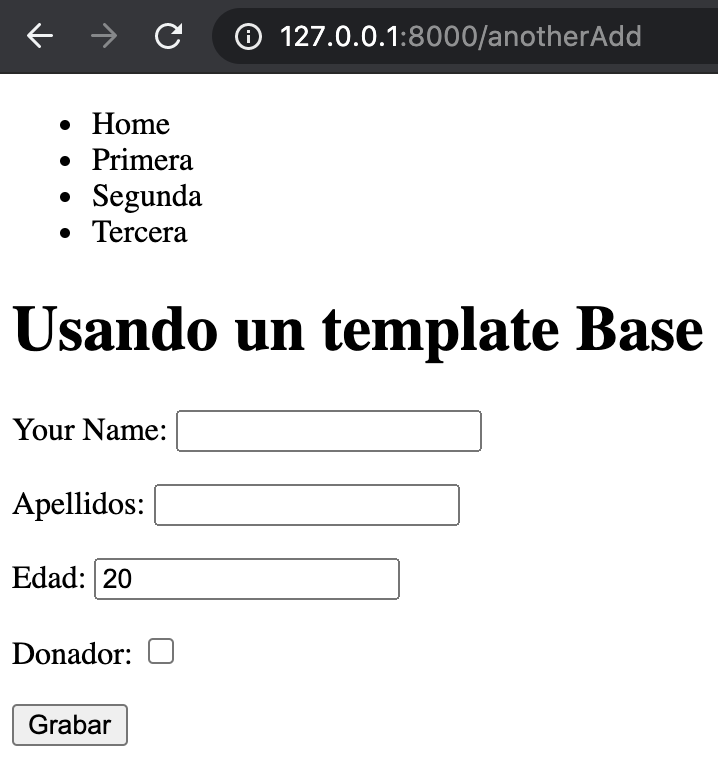 127.0.0.1:8000/anotherAdd
Home
Primera
Segunda
Tercera
Usando un template Base
Your Name:
Apellidos:
Edad: 20
Donador:
Grabar